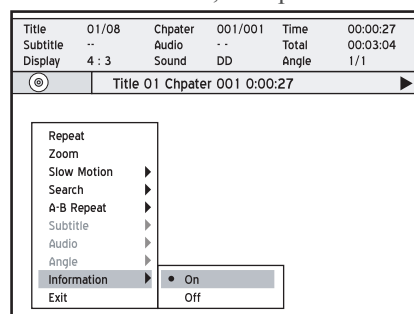 Title 01/08 Chpater 001/001 Time 00:00:27
Subtitle -- Audio - - Total 00:03:04
Display 4 : 3 Sound DD Angle 1/1
Title 01 Chpater 001 0:00:27
Repeat
Zoom
Slow Motion
Search
A-B Repeat
Subtitle
Audio
Angle
Information • On
Exit Off